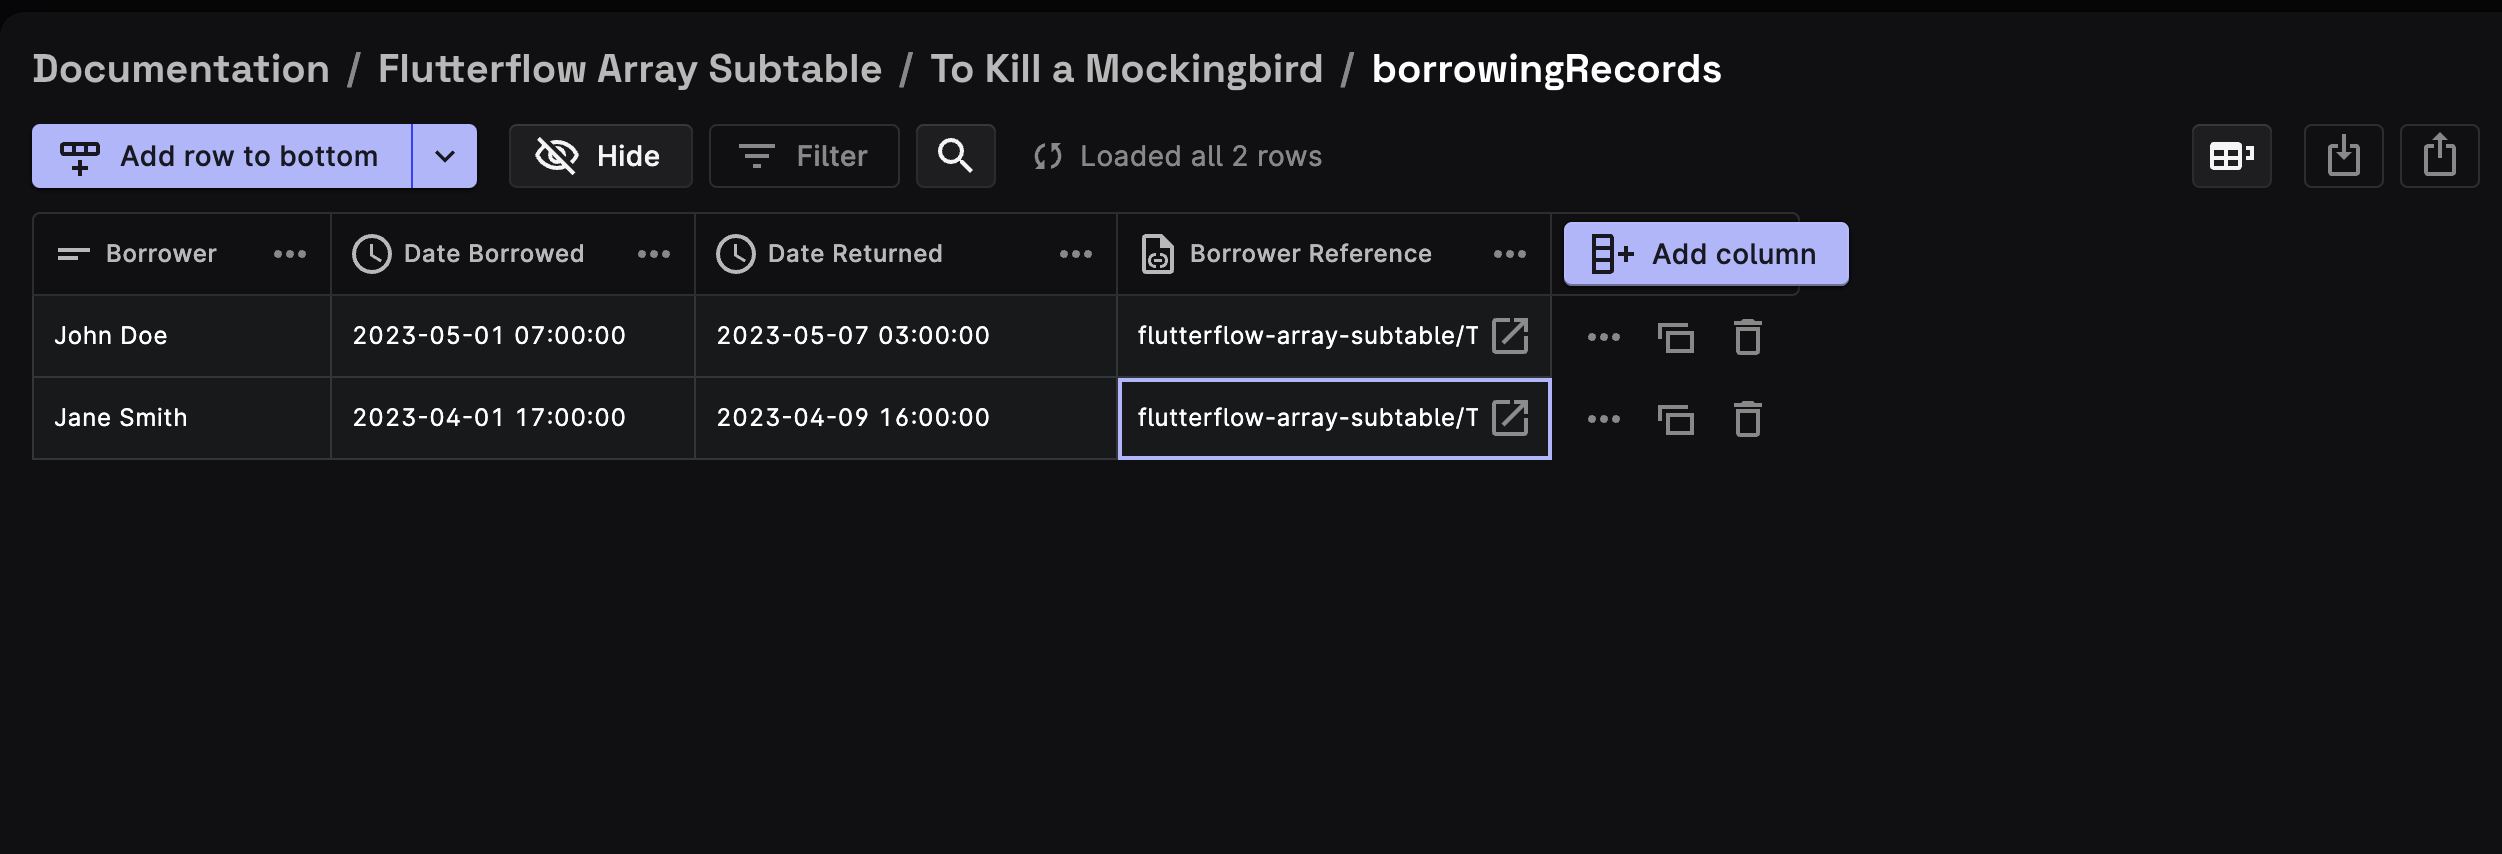 Documentation / Flutterflow Array Subtable / To Kill a Mockingbird / borrowingRecords
Add row to bottom Hide Filter Loaded all 2 rows
Borrower Date Borrowed Date Returned Borrower Reference Add column
John Doe 2023-05-01 07:00:00 2023-05-07 03:00:00 flutterflow-array-subtable/T
Jane Smith 2023-04-01 17:00:00 2023-04-09 16:00:00 flutterflow-array-subtable/T